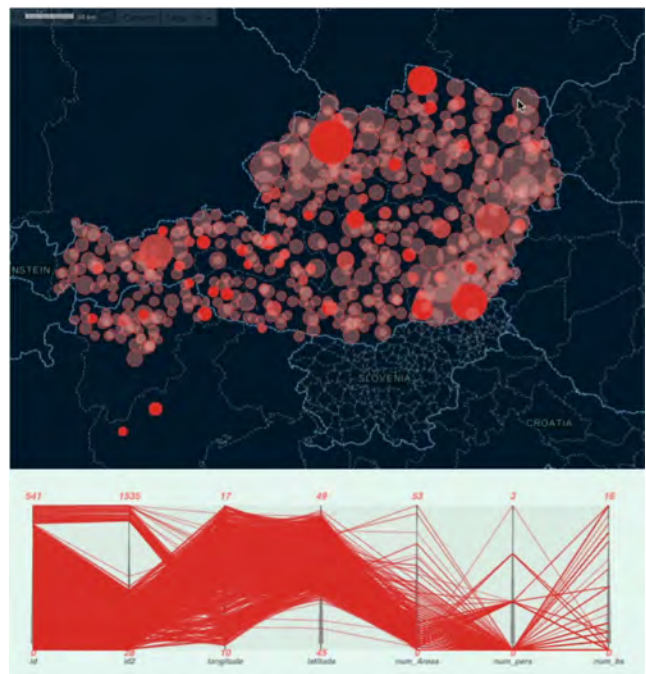 NSTEIN
SLOVENIA
CROATIA
541 1535 17 49 53 3 16
0 28 10 45 0 0 0
id id2 longitude latitude num_Areas num_pers num_bs